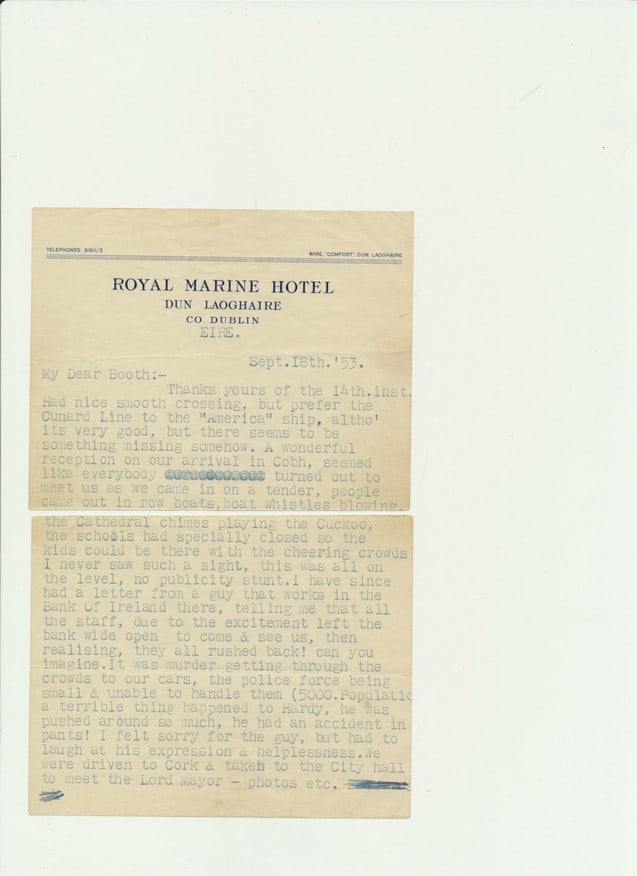 TELEPHONES: 81911/3
WIRE "COMFORT", DUN LAOGHAIRE
ROYAL MARINE HOTEL
DUN LAOGHAIRE
CO. DUBLIN
EIRE.
Sept.I8th.'53.
My Dear Booth:-
Thanks yours of the I4th.inst.
Had nice smooth crossing, but prefer the
Cunard Line to the "America" ship, altho'
its very good, but there seems to be
something missing somehow. A wonderful
reception on our arrival in Cobh, seemed
like everybody turned out to
meet us as we came in on a tender, people
came out in row boats,boat whistles blowing,
the Cathedral chimes playing the Cuckoo,
the schools had specially closed so the
kids could be there with the cheering crowds
I never saw such a sight, this was all on
the level, no publicity stunt.I have since
had a letter from a guy that works in the
Bank Of Ireland there, telling me that all
the staff, due to the excitement left the
bank wide open to come & see us, then
realising, they all rushed back! can you
imagine.It was murder getting through the
crowds to our cars, the police force being
small & unable to handle them (5000.Populatio
a terrible thing happened to Hardy, he was
pushed around so much, he had an accident in
pants! I felt sorry for the guy, but had to
laugh at his expression & helplessness.We
were driven to Cork & taken to the City hall
to meet the Lord Mayor - photos etc.